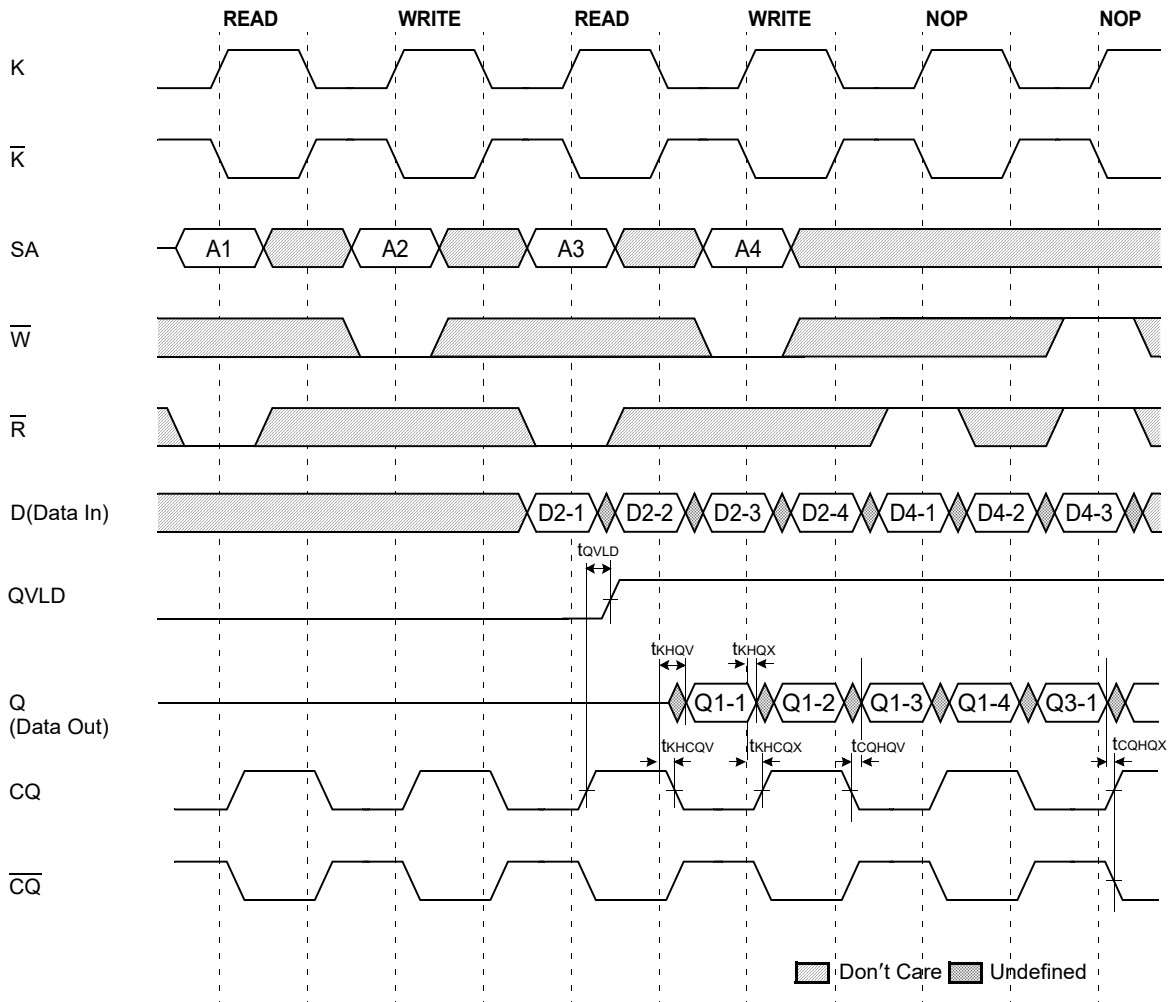 READ WRITE READ WRITE NOP NOP
K
K̅
SA A1 A2 A3 A4
W̅
R̅
D(Data In) D2-1 D2-2 D2-3 D2-4 D4-1 D4-2 D4-3
tQVLD
QVLD
tKHQV tKHQX
Q Q1-1 Q1-2 Q1-3 Q1-4 Q3-1
(Data Out)
tKHCQV tKHCQX tCQHQV tCQHQX
CQ
C̅Q̅
Don't Care Undefined